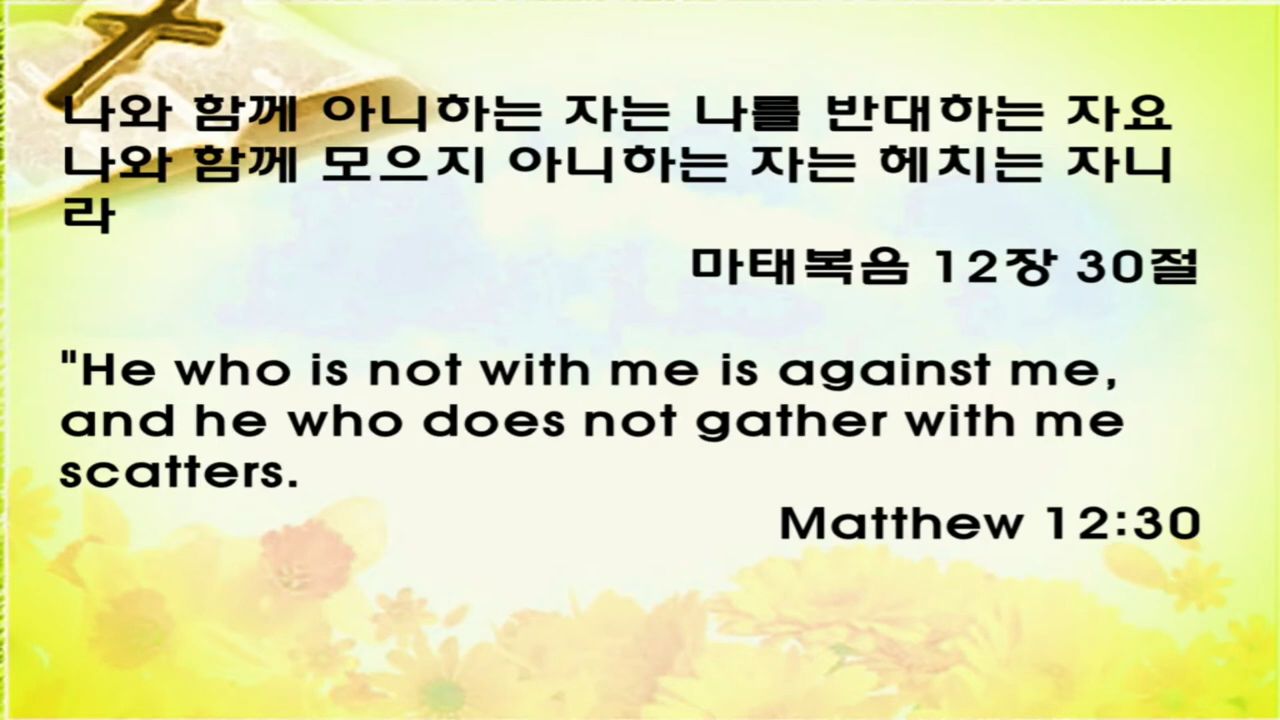 나와 함께 아니하는 자는 나를 반대하는 자요
나와 함께 모으지 아니하는 자는 헤치는 자니
라
마태복음 12장 30절
"He who is not with me is against me,
and he who does not gather with me
scatters.
Matthew 12:30